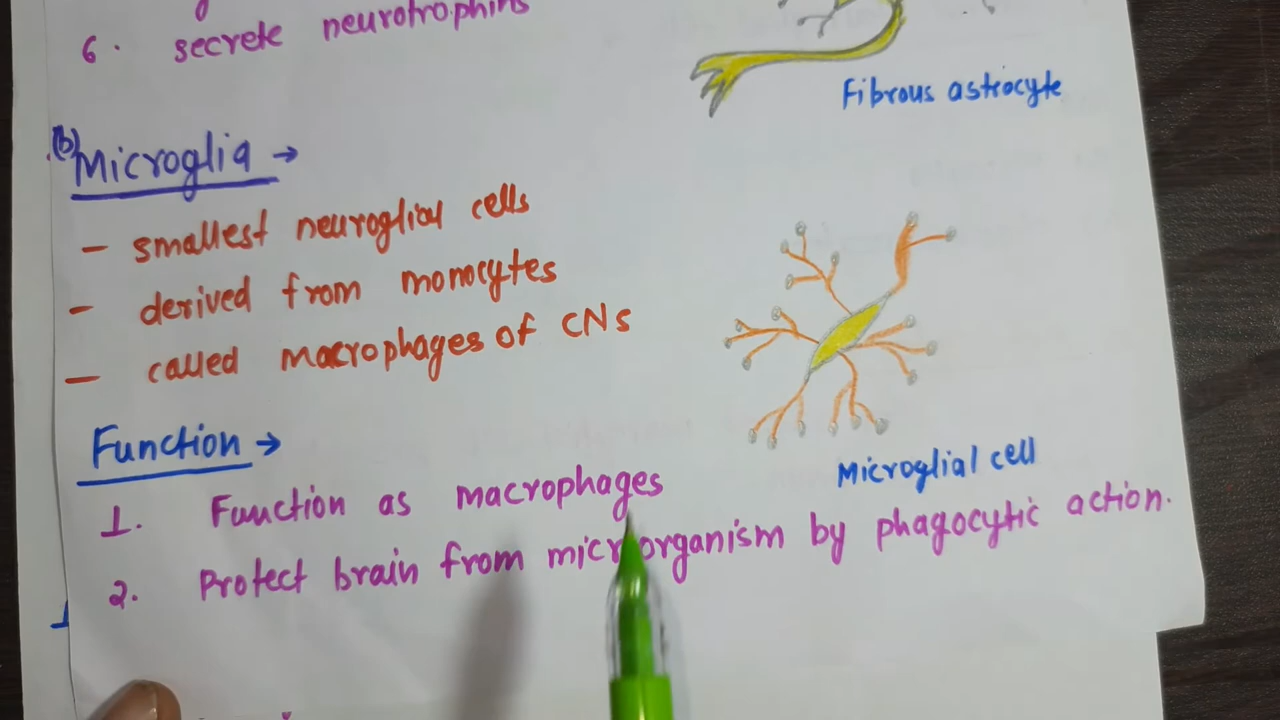 6. secrete neurotrophins
Fibrous astrocyte
(b) Microglia →
- smallest neuroglial cells
- derived from monocytes
- called macrophages of CNS
Function →
1. Function as macrophages
Microglial cell
2. Protect brain from microorganism by phagocytic action.